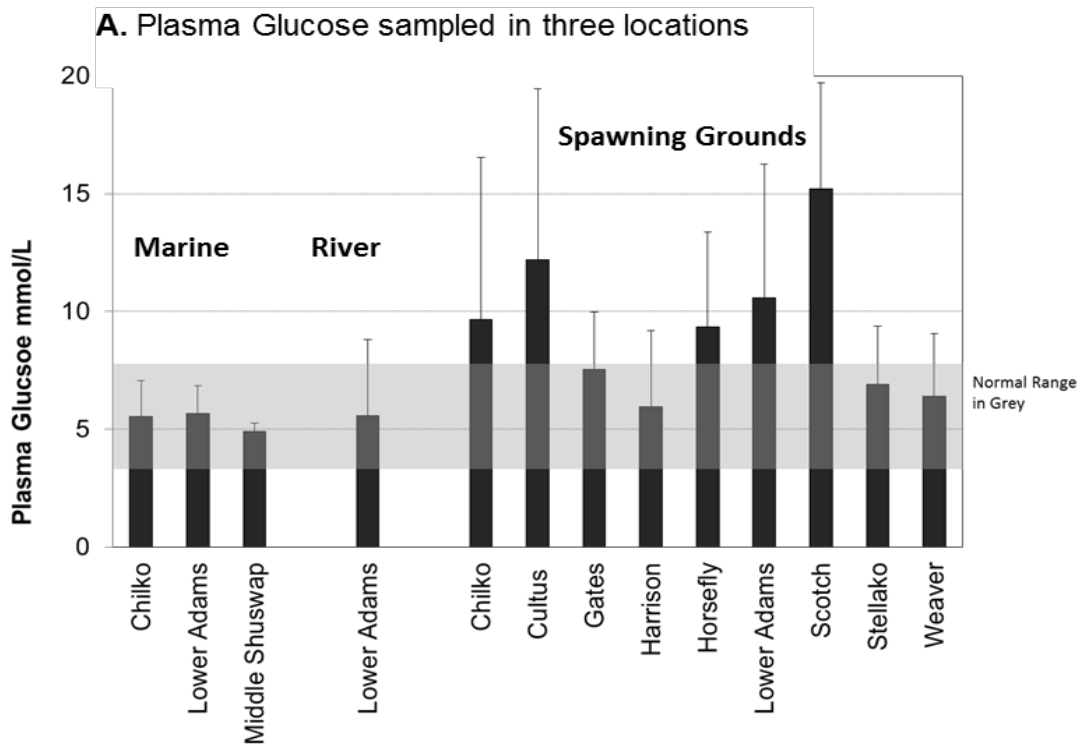 A. Plasma Glucose sampled in three locations
20
15
10
5
0
Plasma Glucsoe mmol/L
Marine
River
Spawning Grounds
Normal Range
in Grey
Chilko
Lower Adams
Middle Shuswap
Lower Adams
Chilko
Cultus
Gates
Harrison
Horsefly
Lower Adams
Scotch
Stellako
Weaver